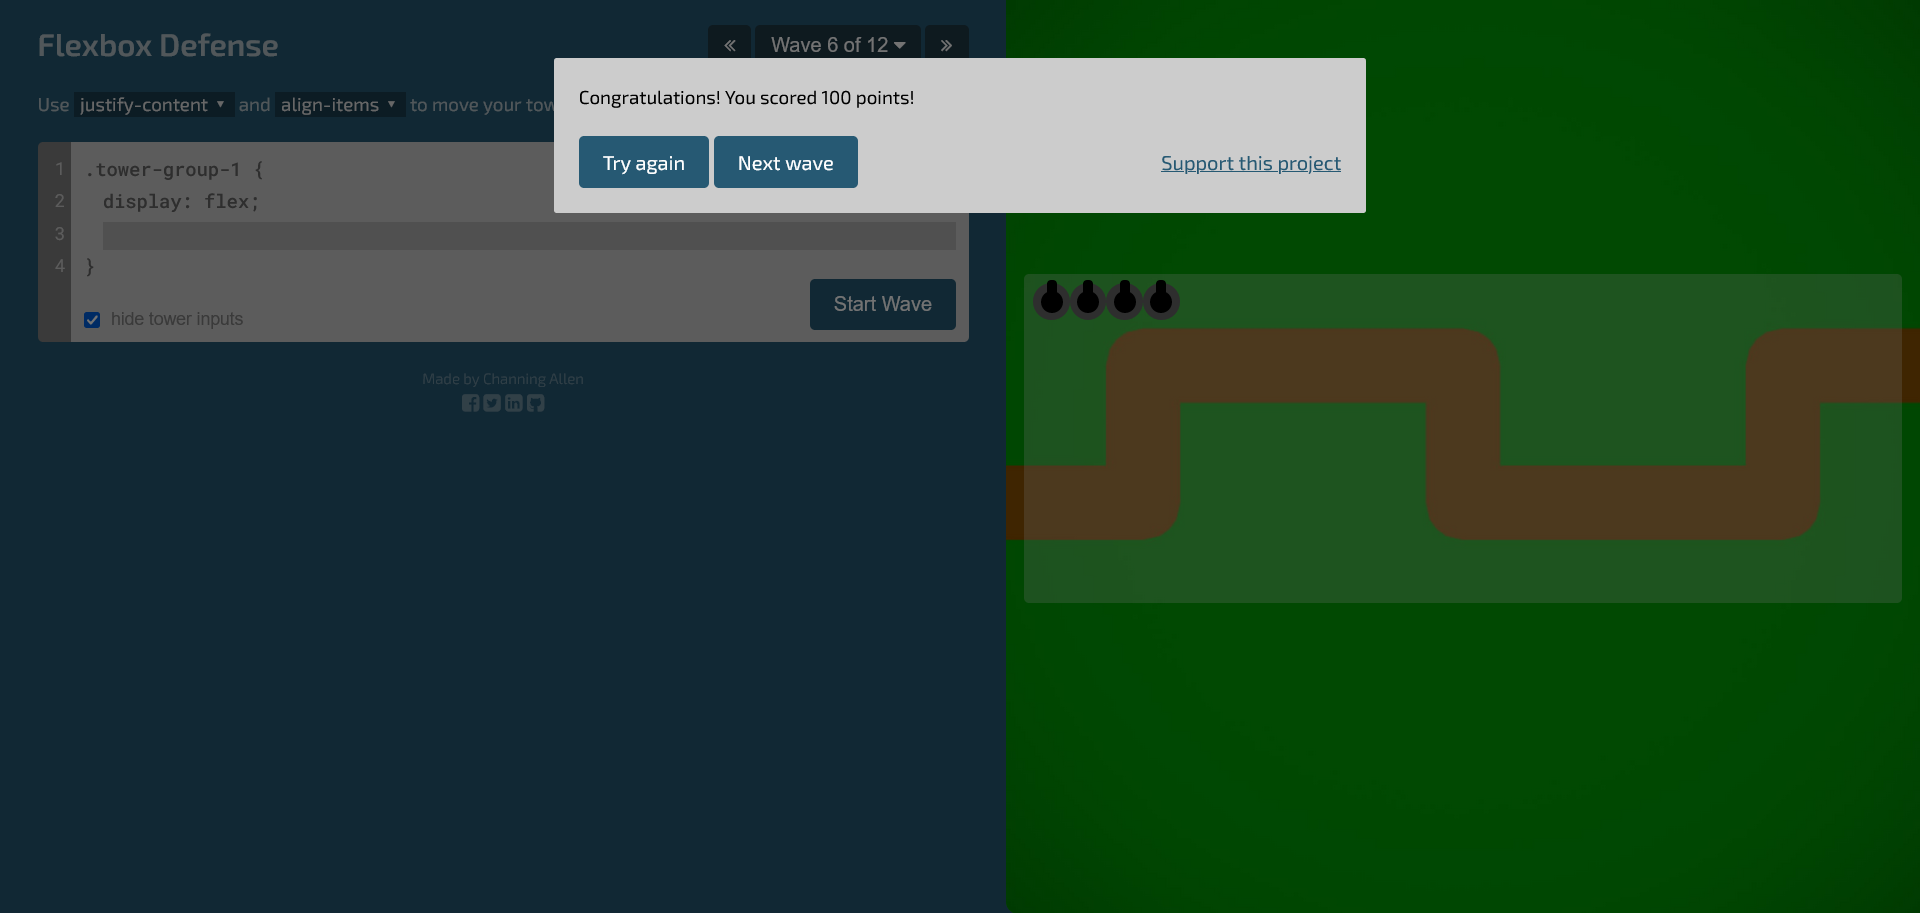 Flexbox Defense
« Wave 6 of 12 »
Congratulations! You scored 100 points!
Use justify-content ▼ and align-items ▼ to move your tow
Try again Next wave Support this project
1 .tower-group-1 {
2 display: flex;
3
4 }
hide tower inputs
Start Wave
Made by Channing Allen